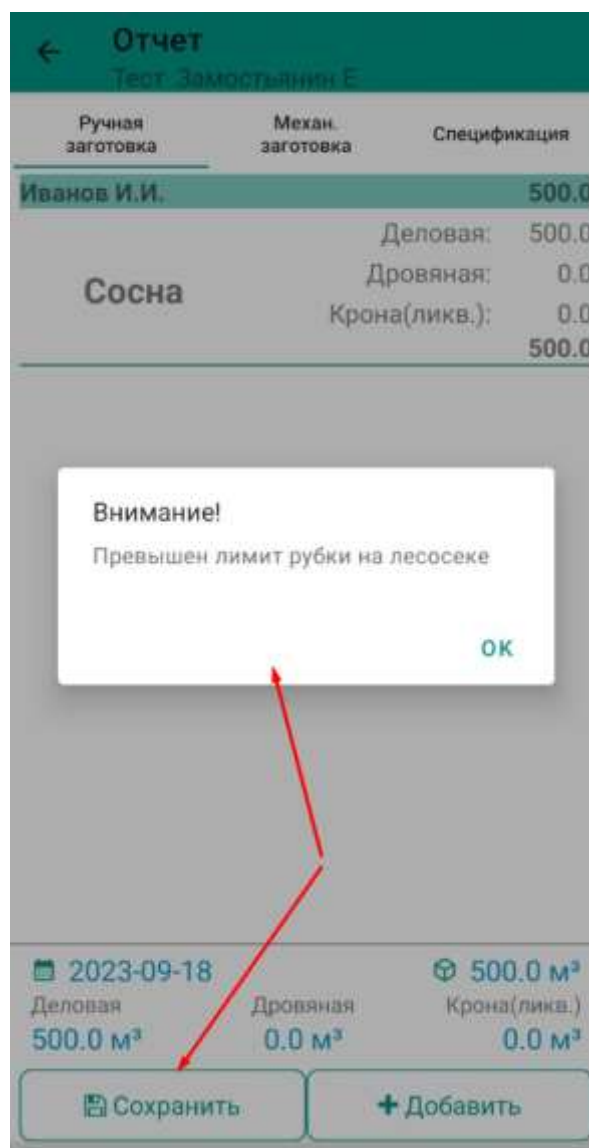 Отчет
Тест Замостьянин Е
Ручная заготовка
Механ. заготовка
Спецификация
Иванов И.И. 500.0
Деловая: 500.0
Сосна
Дровяная: 0.0
Крона(ликв.): 0.0
500.0
Внимание!
Превышен лимит рубки на лесосеке
ОК
2023-09-18 500.0 м³
Деловая Дровяная Крона(ликв.)
500.0 м³ 0.0 м³ 0.0 м³
Сохранить + Добавить